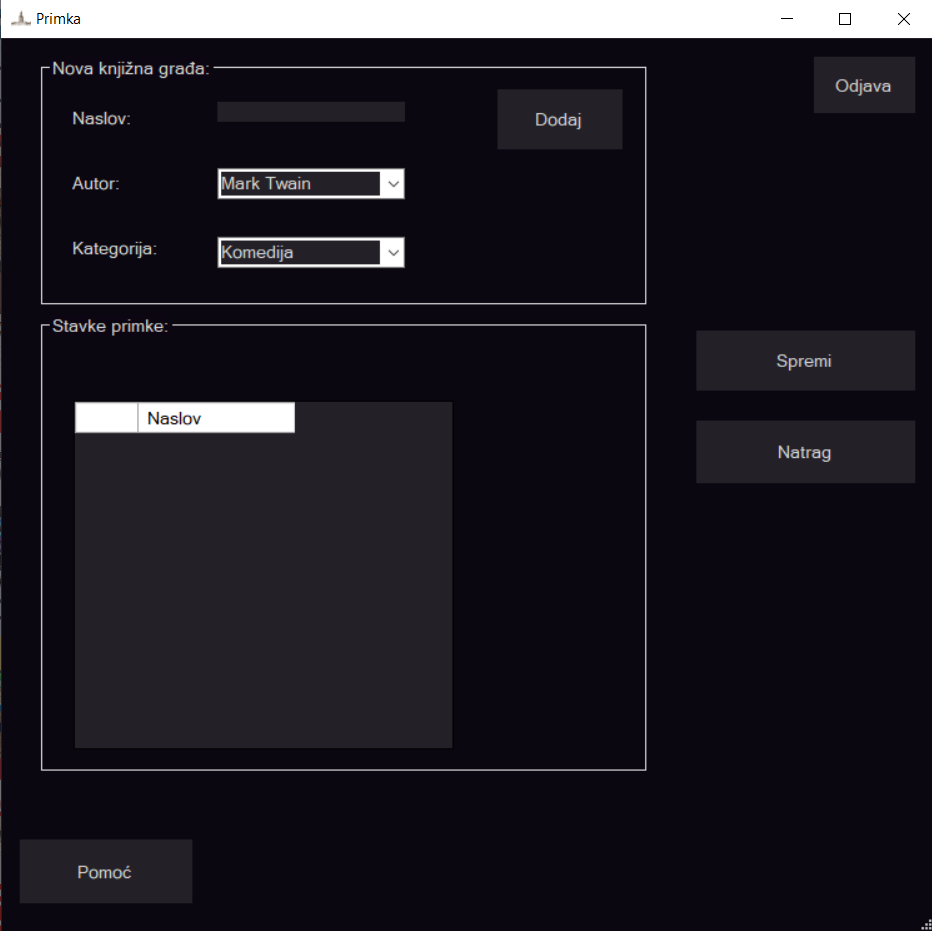 Primka
Nova knjižna građa:
Odjava
Naslov:
Dodaj
Autor:
Mark Twain
Kategorija:
Komedija
Stavke primke:
Spremi
Naslov
Natrag
Pomoć